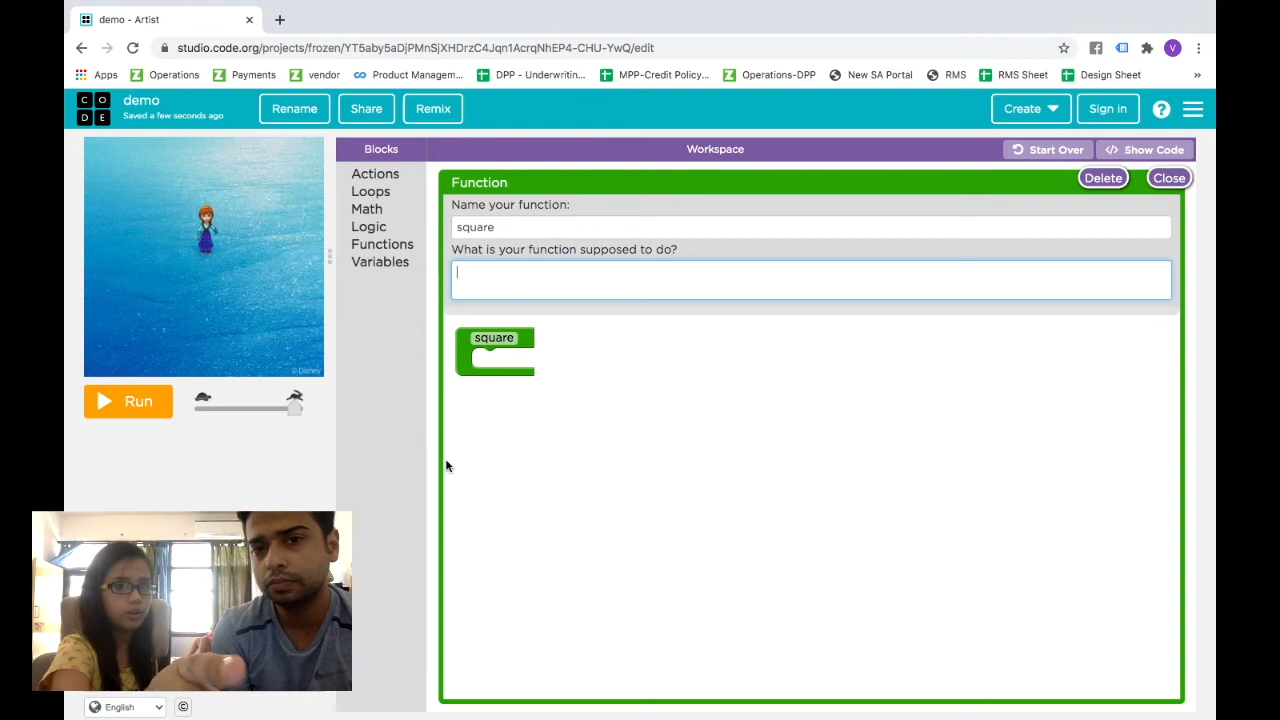 demo - Artist
studio.code.org/projects/frozen/YT5aby5aDjPMnSjXHDrzC4Jqn1AcrqNhEP4-CHU-YwQ/edit
V
Apps Operations Payments vendor Product Managem... DPP - Underwritin... MPP-Credit Policy... Operations-DPP New SA Portal RMS RMS Sheet Design Sheet »
CODE
demo
Saved a few seconds ago
Rename Share Remix Create Sign in ?
Blocks Workspace Start Over </> Show Code
Actions
Loops
Math
Logic
Functions
Variables
Function
Delete Close
Name your function:
square
What is your function supposed to do?
square
© Disney
Run
English ©